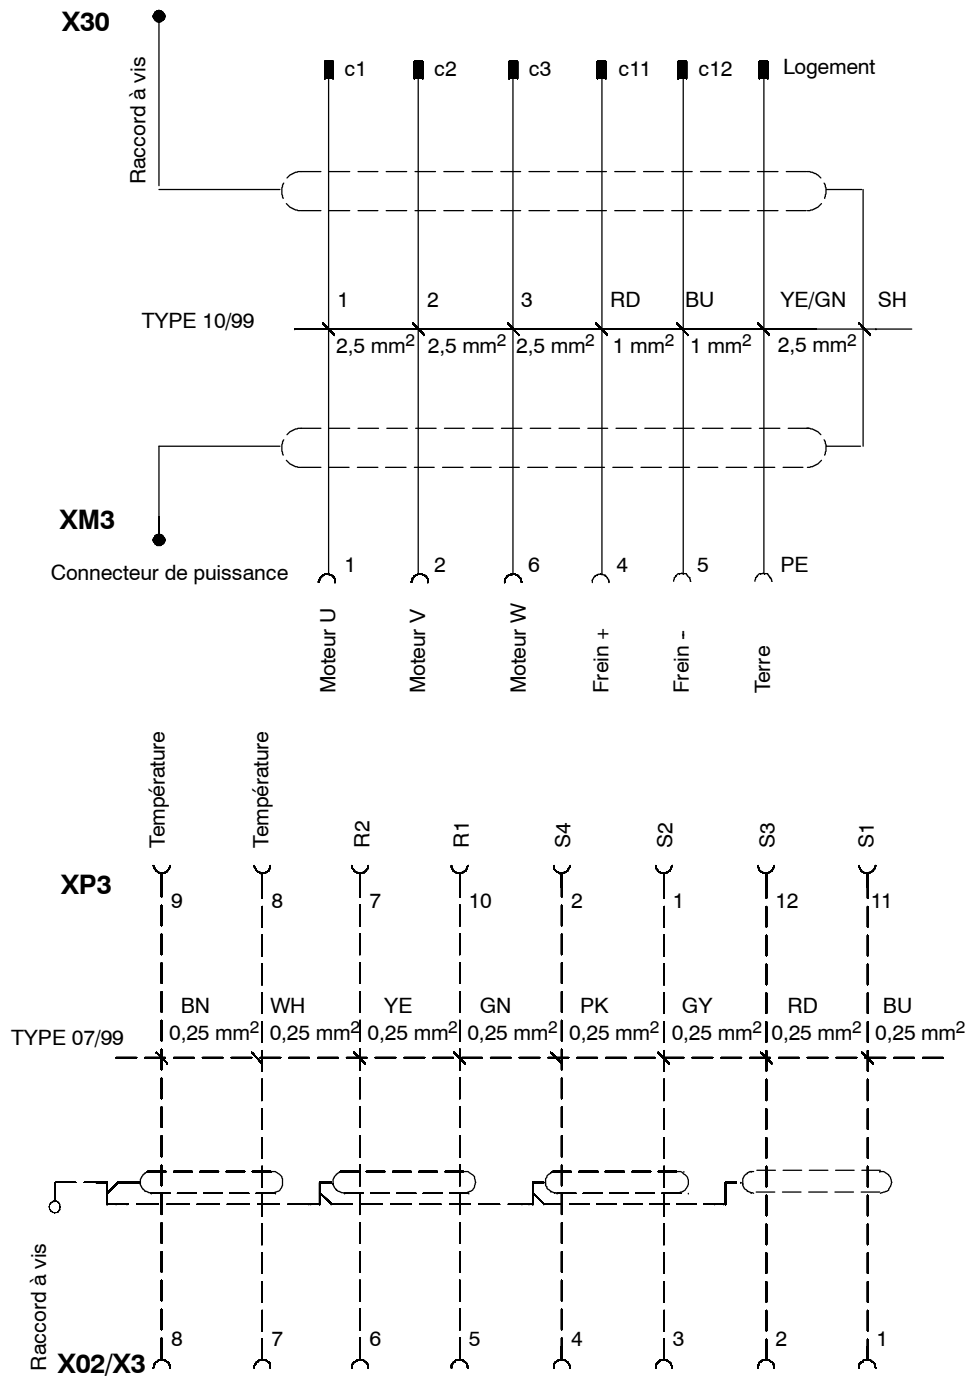 X30
Raccord à vis
c1 c2 c3 c11 c12 Logement
1 2 3 RD BU YE/GN SH
TYPE 10/99
2,5 mm² 2,5 mm² 2,5 mm² 1 mm² 1 mm² 2,5 mm²
XM3
Connecteur de puissance
1 2 6 4 5 PE
Moteur U
Moteur V
Moteur W
Frein +
Frein -
Terre
Température
Température
R2
R1
S4
S2
S3
S1
XP3
9 8 7 10 2 1 12 11
BN WH YE GN PK GY RD BU
TYPE 07/99
0,25 mm² 0,25 mm² 0,25 mm² 0,25 mm² 0,25 mm² 0,25 mm² 0,25 mm² 0,25 mm²
Raccord à vis
8 7 6 5 4 3 2 1
X02/X3